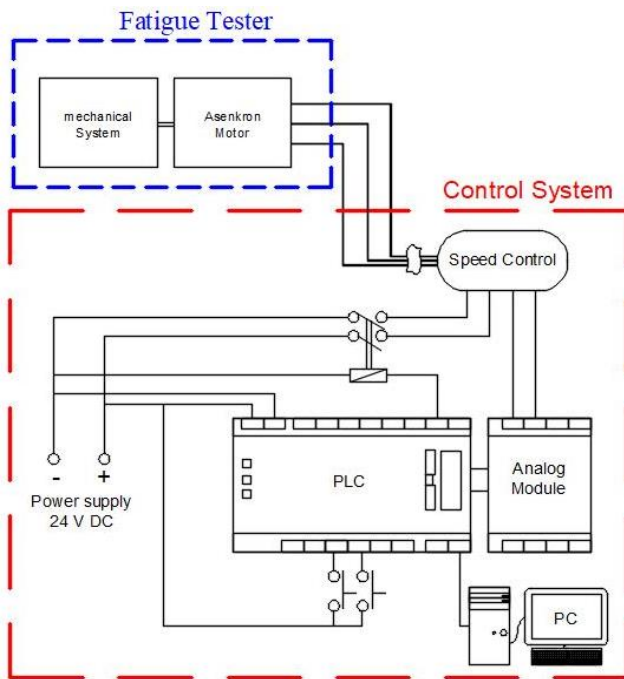 Fatigue Tester
mechanical
System
Asenkron
Motor
Control System
Speed Control
- +
Power supply
24 V DC
PLC
Analog
Module
PC